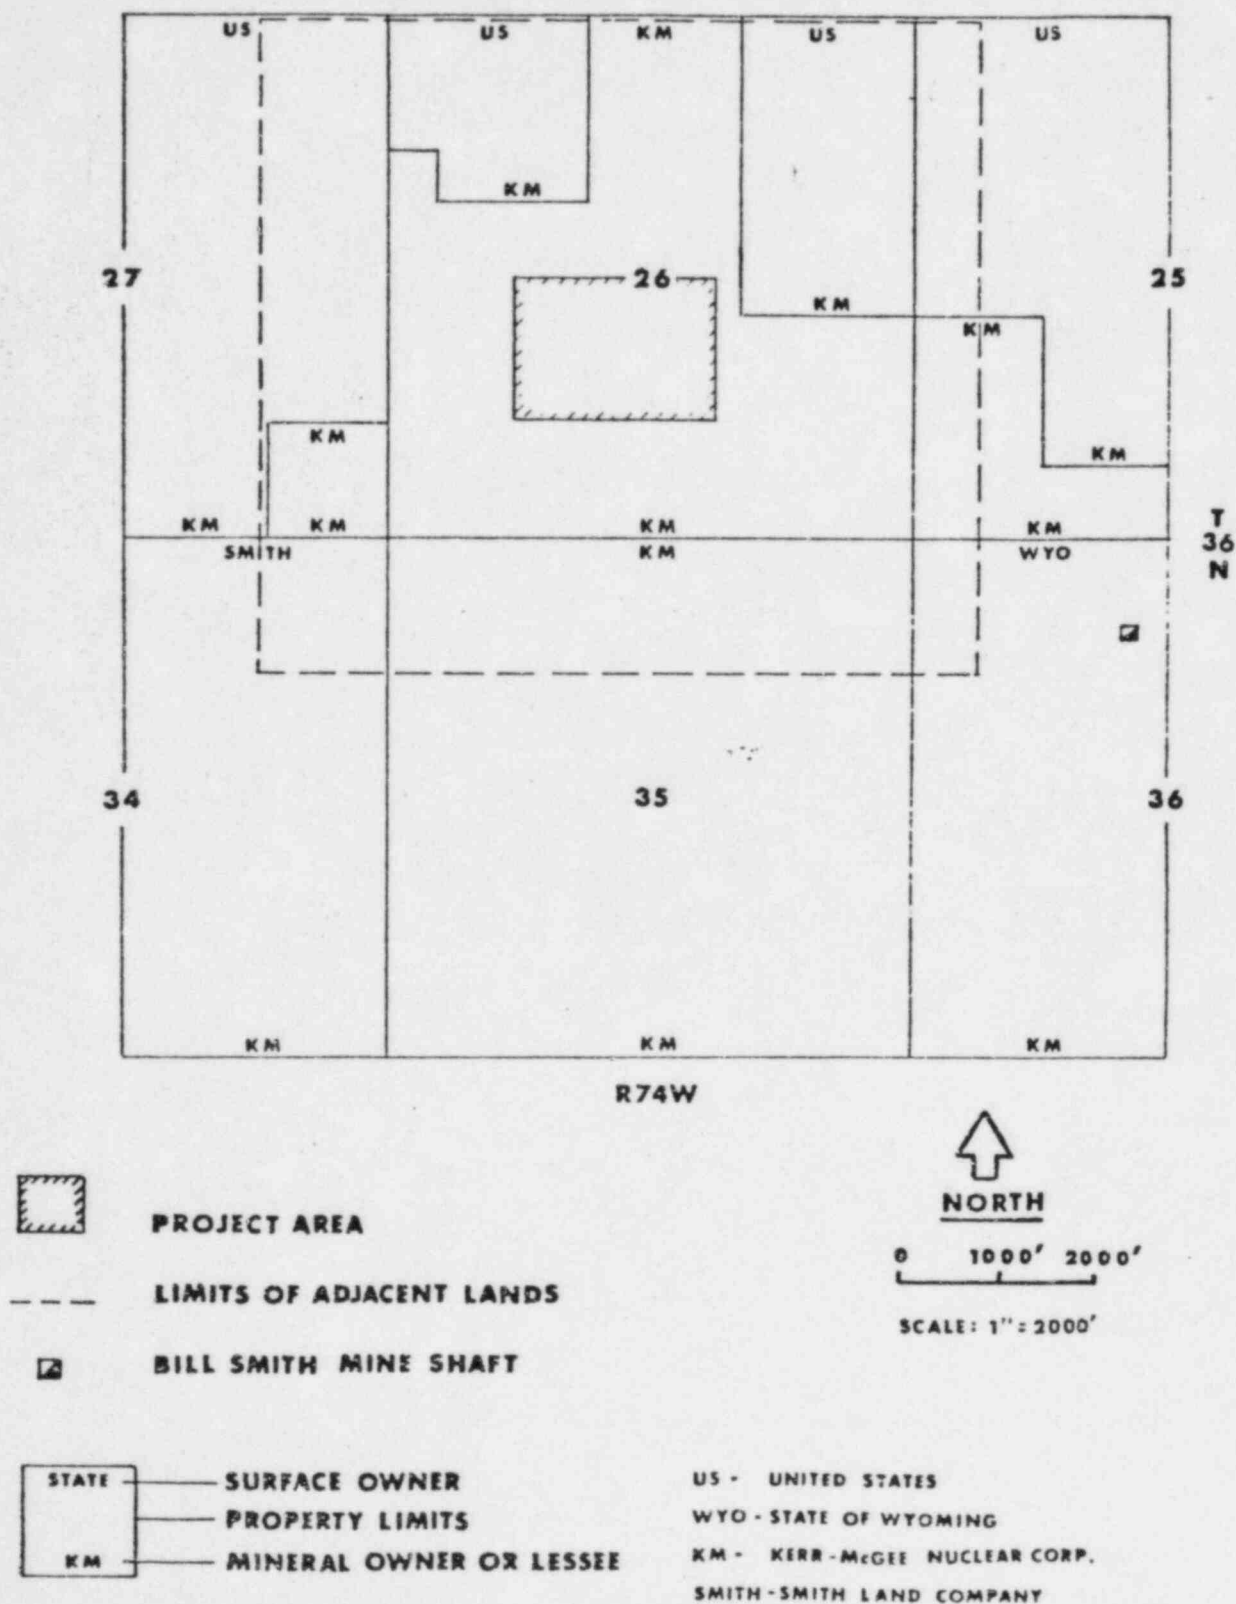 US US KM US US
KM
27 26 25
KM
KM
KM
KM
KM KM KM KM
SMITH KM WYO
T
36
N
34 35 36
KM KM KM
R74W
NORTH
0 1000' 2000'
SCALE: 1"=2000'
PROJECT AREA
LIMITS OF ADJACENT LANDS
BILL SMITH MINE SHAFT
STATE SURFACE OWNER
PROPERTY LIMITS
KM MINERAL OWNER OR LESSEE
US - UNITED STATES
WYO - STATE OF WYOMING
KM - KERR-McGEE NUCLEAR CORP.
SMITH - SMITH LAND COMPANY